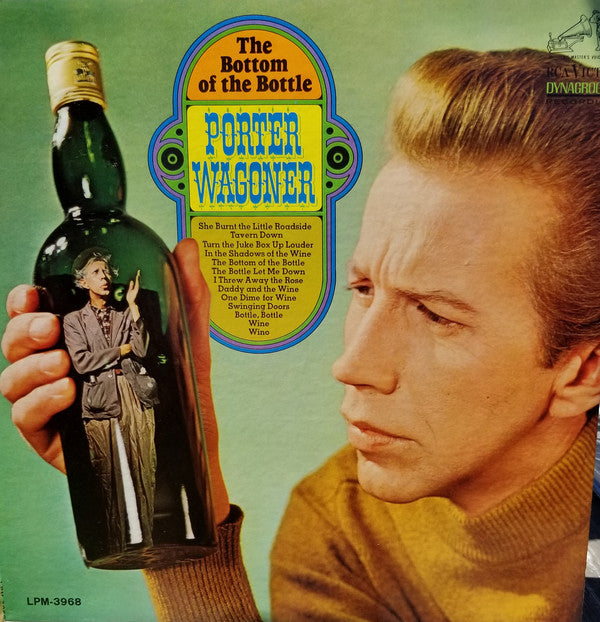 The
Bottom
of the Bottle
PORTER
WAGONER
She Burnt the Little Roadside
Tavern Down
Turn the Juke Box Up Louder
In the Shadows of the Wine
The Bottom of the Bottle
The Bottle Let Me Down
I Threw Away the Rose
Daddy and the Wine
One Dime for Wine
Swinging Doors
Bottle, Bottle
Wine
Wino
RCA VICT
DYNAGROO
LPM-3968